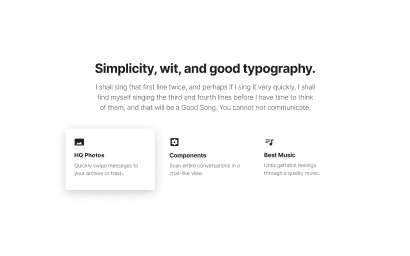 Simplicity, wit, and good typography.
I shall sing that first line twice, and perhaps if I sing it very quickly, I shall
find myself singing the third and fourth lines before I have time to think
of them, and that will be a Good Song. You cannot not communicate.
HQ Photos
Quickly swipe messages to
your archive or trash.
Components
Scan entire conversations in a
chat-like view.
Best Music
Unforgettable feelings
through a quality music.